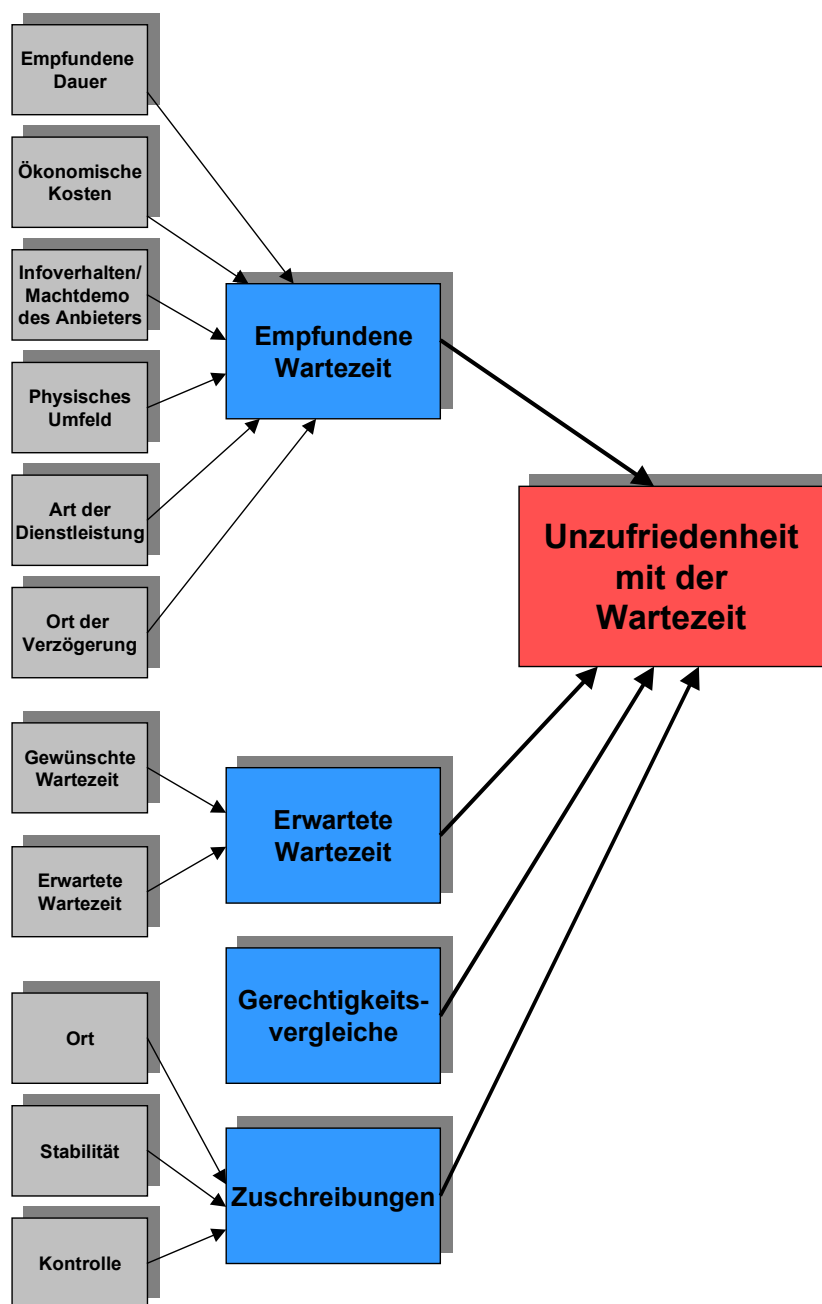 Empfundene
Dauer
Ökonomische
Kosten
Infoverhalten/
Machtdemo
des Anbieters
Physisches
Umfeld
Art der
Dienstleistung
Ort der
Verzögerung
Gewünschte
Wartezeit
Erwartete
Wartezeit
Ort
Stabilität
Kontrolle
Empfundene
Wartezeit
Erwartete
Wartezeit
Gerechtigkeits-
vergleiche
Zuschreibungen
Unzufriedenheit
mit der
Wartezeit